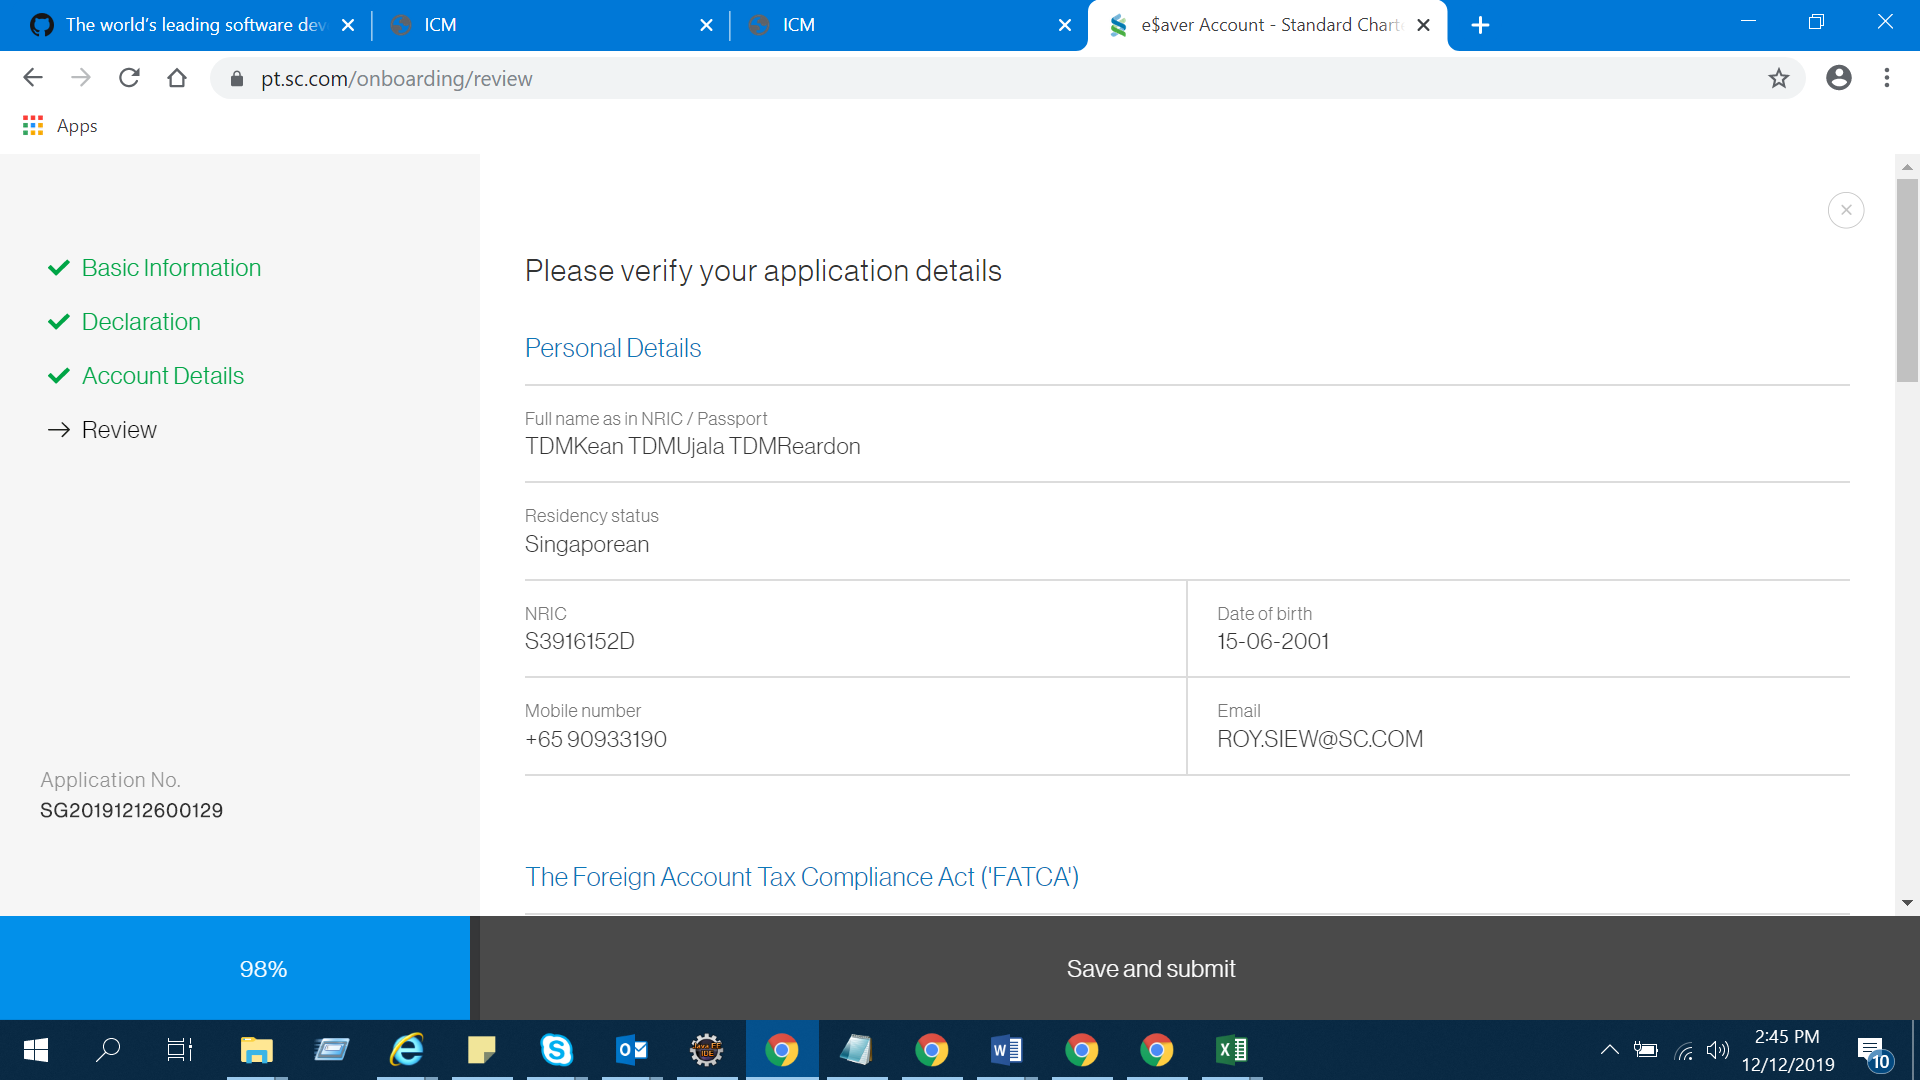 The world's leading software dev
ICM
ICM
e$aver Account - Standard Charte
pt.sc.com/onboarding/review
Apps
Basic Information
Declaration
Account Details
Review
Application No.
SG20191212600129
Please verify your application details
Personal Details
Full name as in NRIC / Passport
TDMKean TDMUjala TDMReardon
Residency status
Singaporean
NRIC
S3916152D
Date of birth
15-06-2001
Mobile number
+65 90933190
Email
ROY.SIEW@SC.COM
The Foreign Account Tax Compliance Act ('FATCA')
98%
Save and submit
2:45 PM
12/12/2019
10